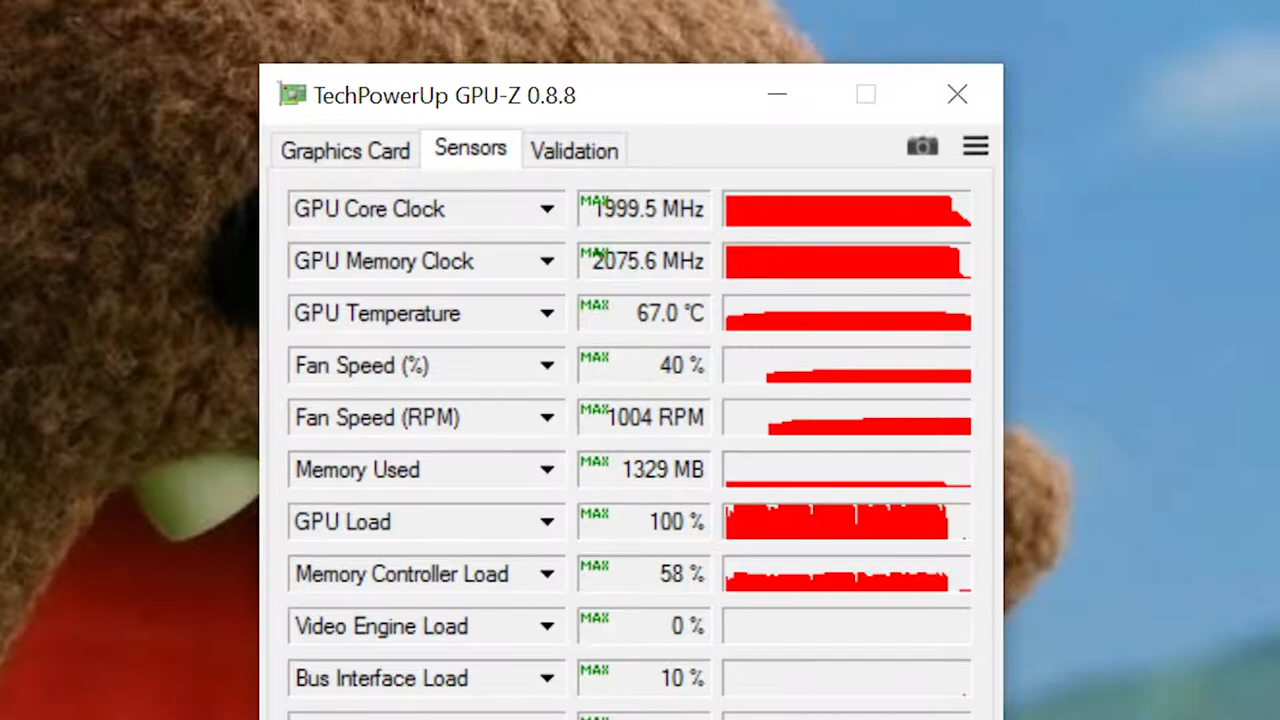 TechPowerUp GPU-Z 0.8.8
Graphics Card Sensors Validation
GPU Core Clock MAX 1999.5 MHz
GPU Memory Clock MAX 2075.6 MHz
GPU Temperature MAX 67.0 °C
Fan Speed (%) MAX 40 %
Fan Speed (RPM) MAX 1004 RPM
Memory Used MAX 1329 MB
GPU Load MAX 100 %
Memory Controller Load MAX 58 %
Video Engine Load MAX 0 %
Bus Interface Load MAX 10 %
MAX